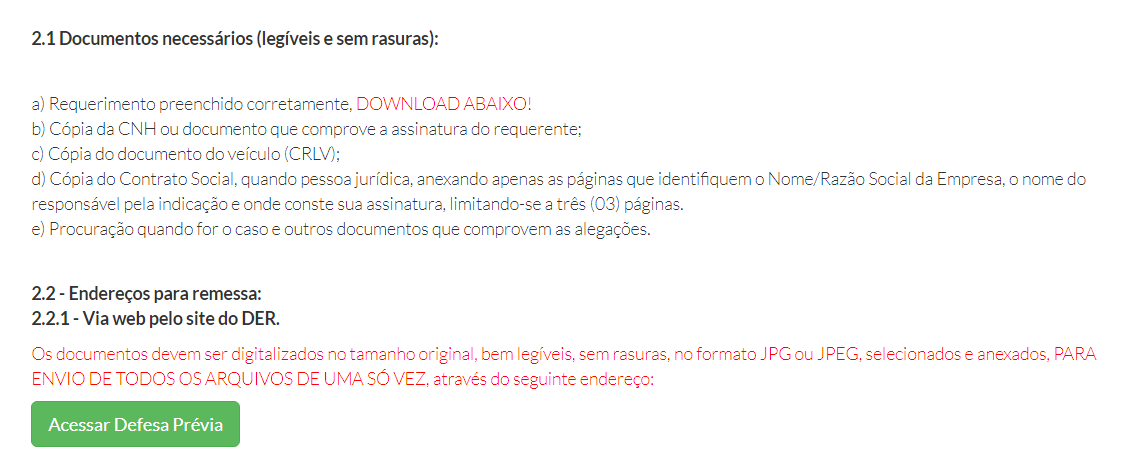 2.1 Documentos necessários (legíveis e sem rasuras):
a) Requerimento preenchido corretamente, DOWNLOAD ABAIXO!
b) Cópia da CNH ou documento que comprove a assinatura do requerente;
c) Cópia do documento do veículo (CRLV);
d) Cópia do Contrato Social, quando pessoa jurídica, anexando apenas as páginas que identifiquem o Nome/Razão Social da Empresa, o nome do
responsável pela indicação e onde conste sua assinatura, limitando-se a três (03) páginas.
e) Procuração quando for o caso e outros documentos que comprovem as alegações.
2.2 - Endereços para remessa:
2.2.1 - Via web pelo site do DER.
Os documentos devem ser digitalizados no tamanho original, bem legíveis, sem rasuras, no formato JPG ou JPEG, selecionados e anexados, PARA
ENVIO DE TODOS OS ARQUIVOS DE UMA SÓ VEZ, através do seguinte endereço:
Acessar Defesa Prévia